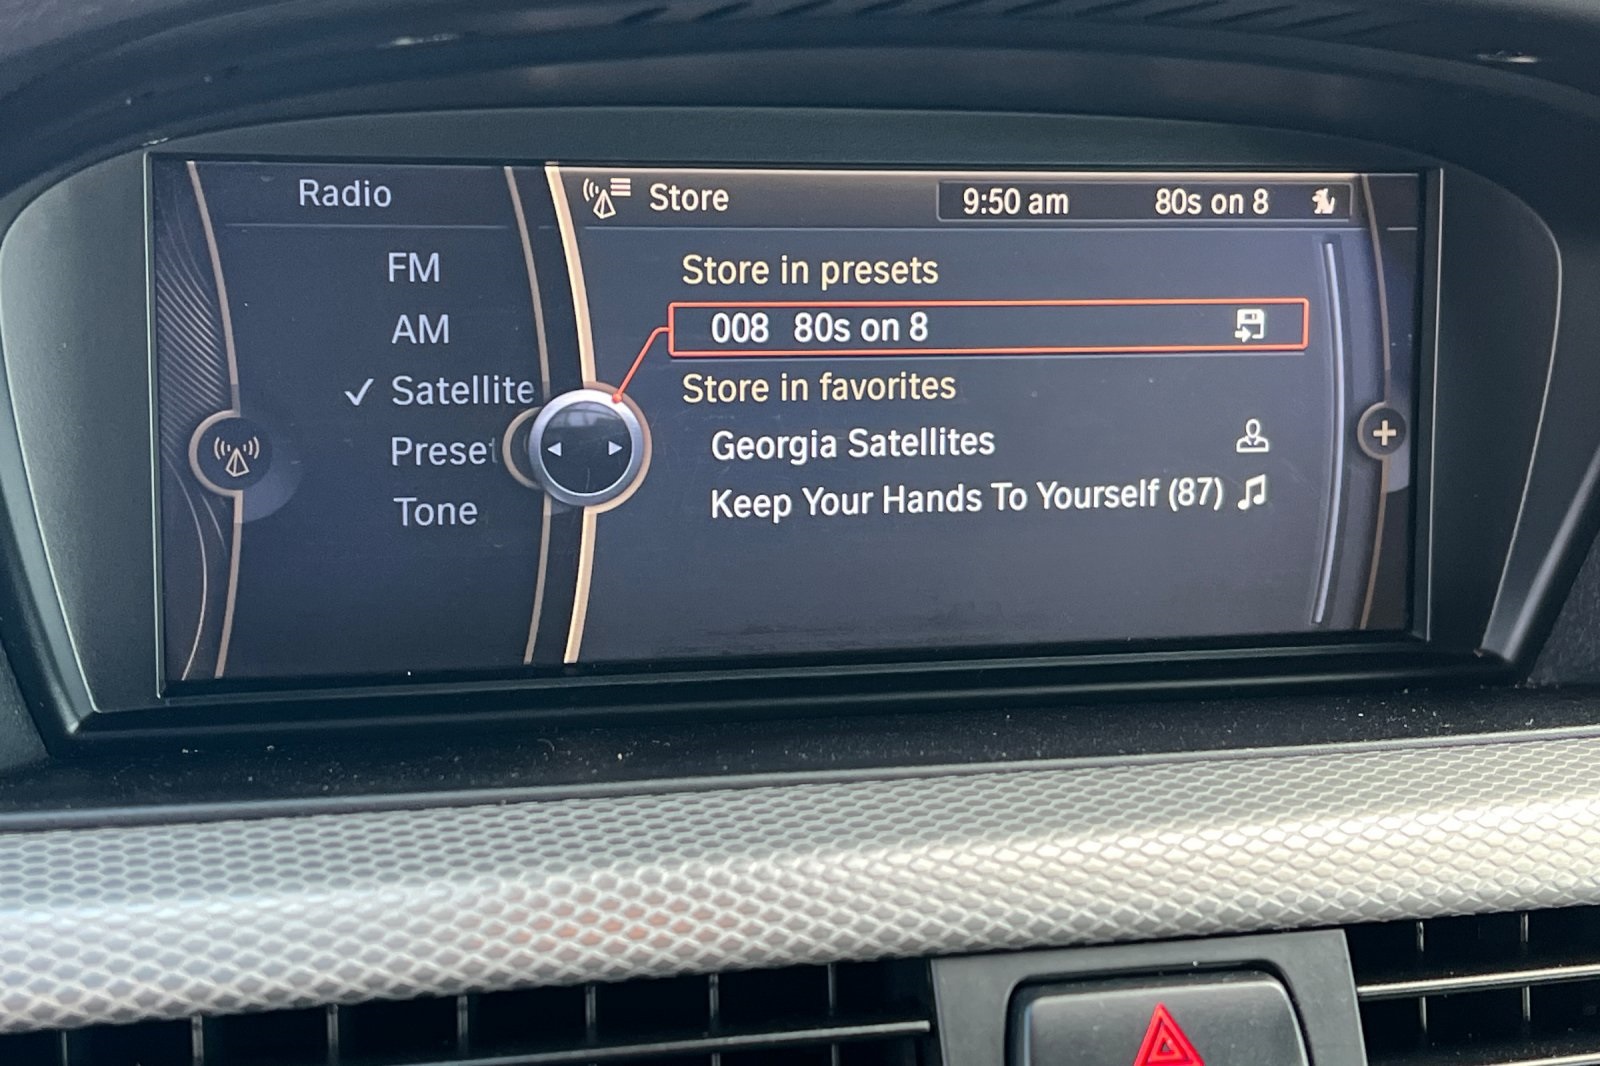 Radio
FM
AM
✓ Satellite
Preset
Tone
Store
9:50 am 80s on 8
Store in presets
008 80s on 8
Store in favorites
Georgia Satellites
Keep Your Hands To Yourself (87)